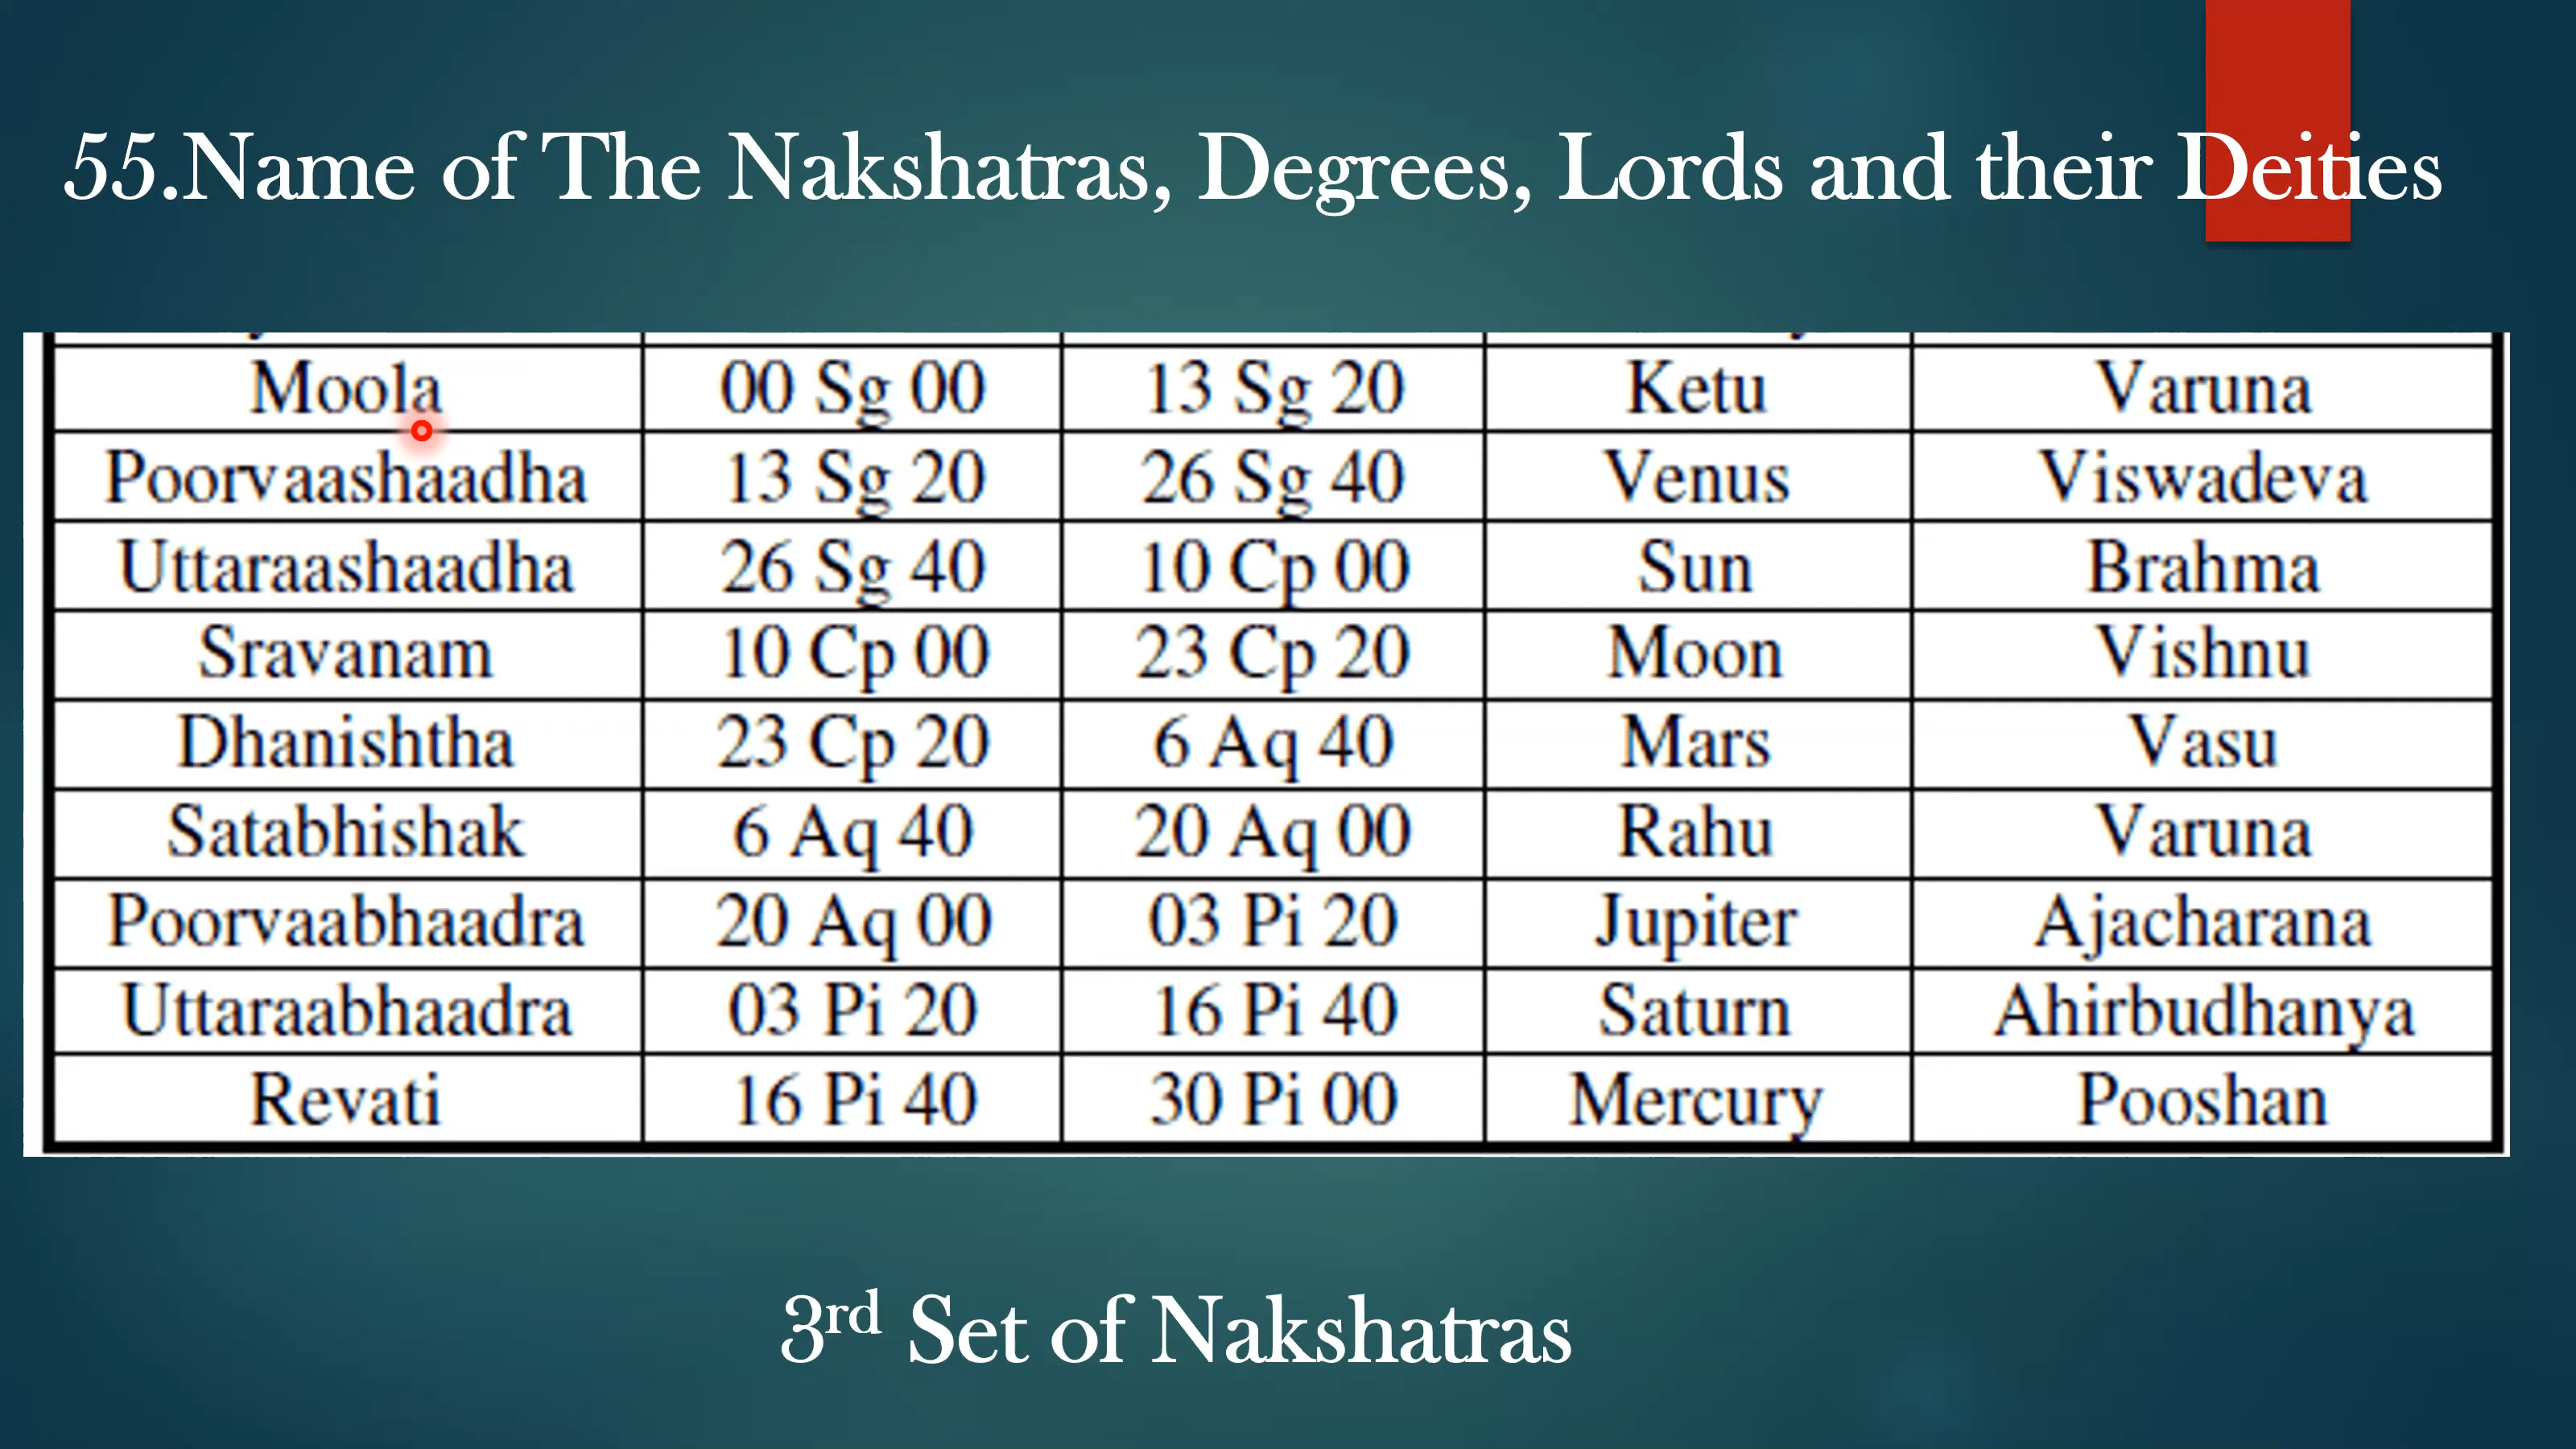 55.Name of The Nakshatras, Degrees, Lords and their Deities
Moola 00 Sg 00 13 Sg 20 Ketu Varuna
Poorvaashaadha 13 Sg 20 26 Sg 40 Venus Viswadeva
Uttaraashaadha 26 Sg 40 10 Cp 00 Sun Brahma
Sravanam 10 Cp 00 23 Cp 20 Moon Vishnu
Dhanishtha 23 Cp 20 6 Aq 40 Mars Vasu
Satabhishak 6 Aq 40 20 Aq 00 Rahu Varuna
Poorvaabhaadra 20 Aq 00 03 Pi 20 Jupiter Ajacharana
Uttaraabhaadra 03 Pi 20 16 Pi 40 Saturn Ahirbudhanya
Revati 16 Pi 40 30 Pi 00 Mercury Pooshan
3rd Set of Nakshatras